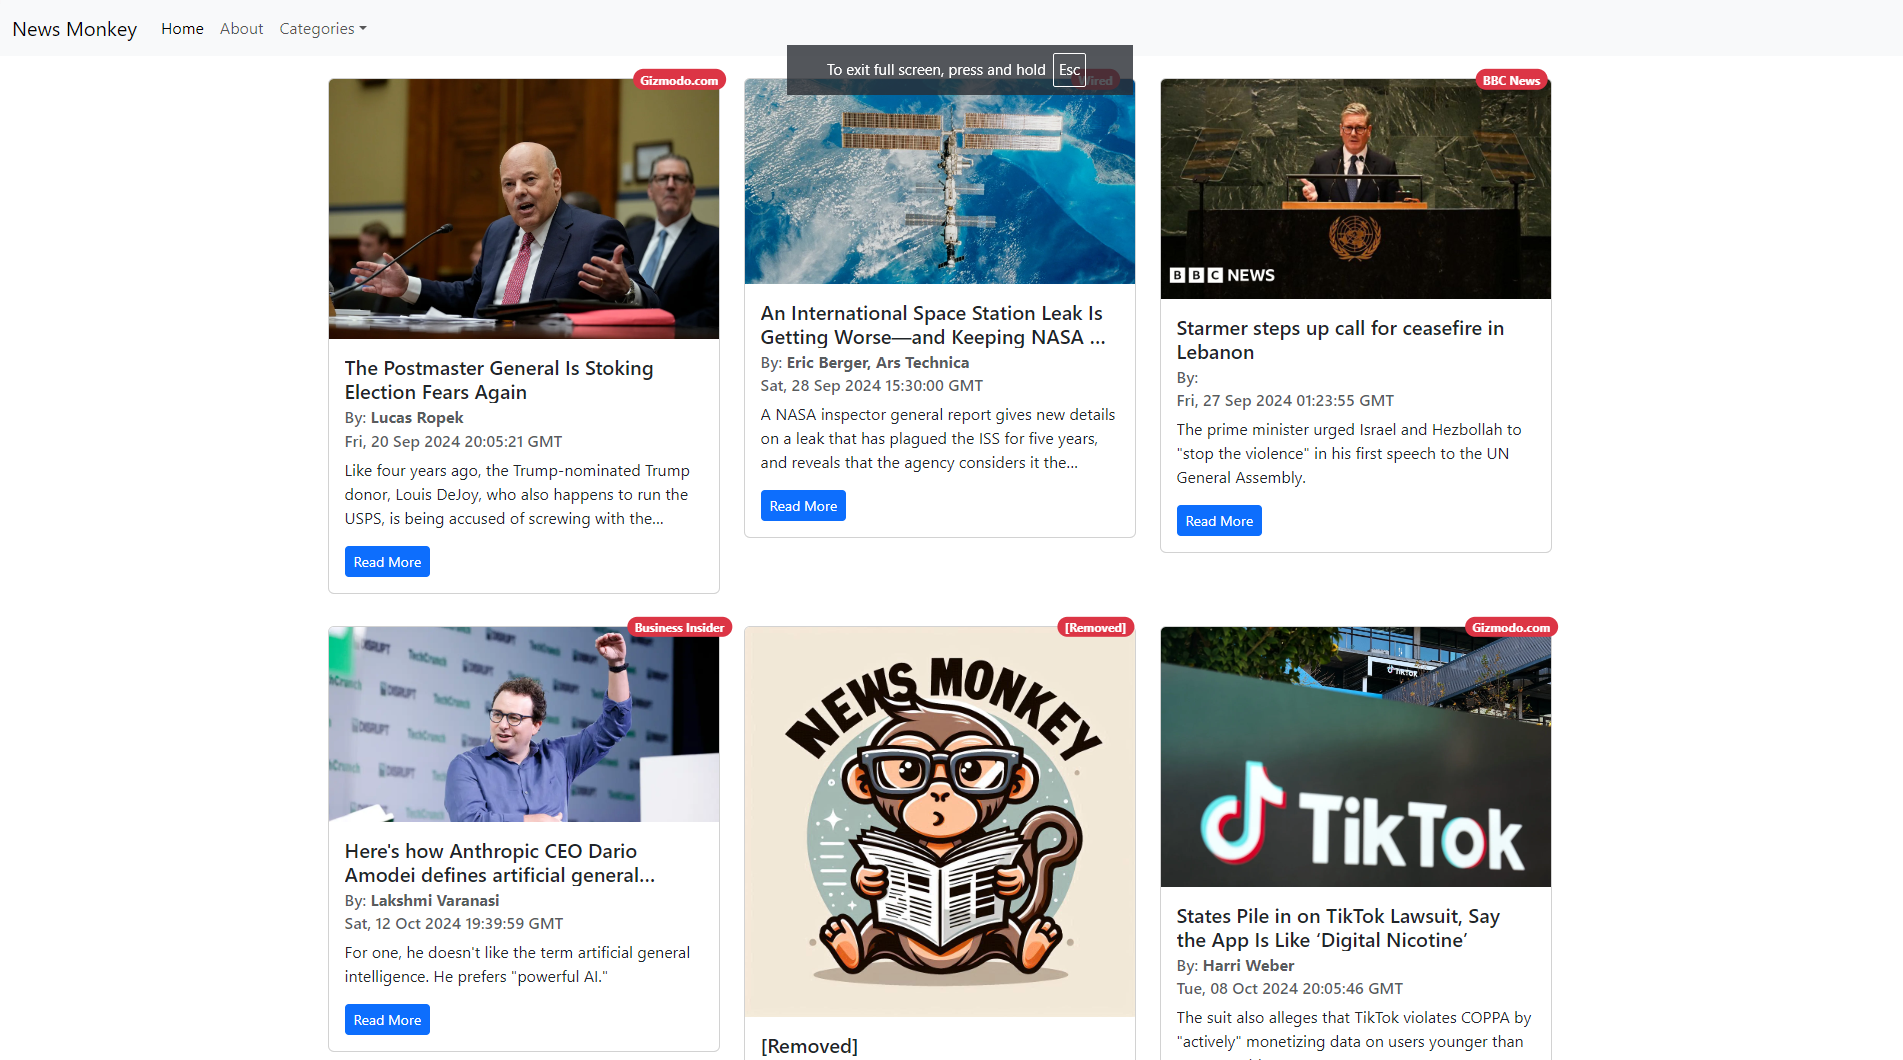 News Monkey Home About Categories
To exit full screen, press and hold Esc
Gizmodo.com
The Postmaster General Is Stoking
Election Fears Again
By: Lucas Ropek
Fri, 20 Sep 2024 20:05:21 GMT
Like four years ago, the Trump-nominated Trump
donor, Louis DeJoy, who also happens to run the
USPS, is being accused of screwing with the...
Read More
Wired
An International Space Station Leak Is
Getting Worse—and Keeping NASA ...
By: Eric Berger, Ars Technica
Sat, 28 Sep 2024 15:30:00 GMT
A NASA inspector general report gives new details
on a leak that has plagued the ISS for five years,
and reveals that the agency considers it the...
Read More
BBC News
BBC NEWS
Starmer steps up call for ceasefire in
Lebanon
By:
Fri, 27 Sep 2024 01:23:55 GMT
The prime minister urged Israel and Hezbollah to
"stop the violence" in his first speech to the UN
General Assembly.
Read More
Business Insider
TechCrunch
DISRUPT
Here's how Anthropic CEO Dario
Amodei defines artificial general...
By: Lakshmi Varanasi
Sat, 12 Oct 2024 19:39:59 GMT
For one, he doesn't like the term artificial general
intelligence. He prefers "powerful AI."
Read More
[Removed]
NEWS MONKEY
[Removed]
Gizmodo.com
TIKTOK
TikTok
States Pile in on TikTok Lawsuit, Say
the App Is Like ‘Digital Nicotine’
By: Harri Weber
Tue, 08 Oct 2024 20:05:46 GMT
The suit also alleges that TikTok violates COPPA by
"actively" monetizing data on users younger than